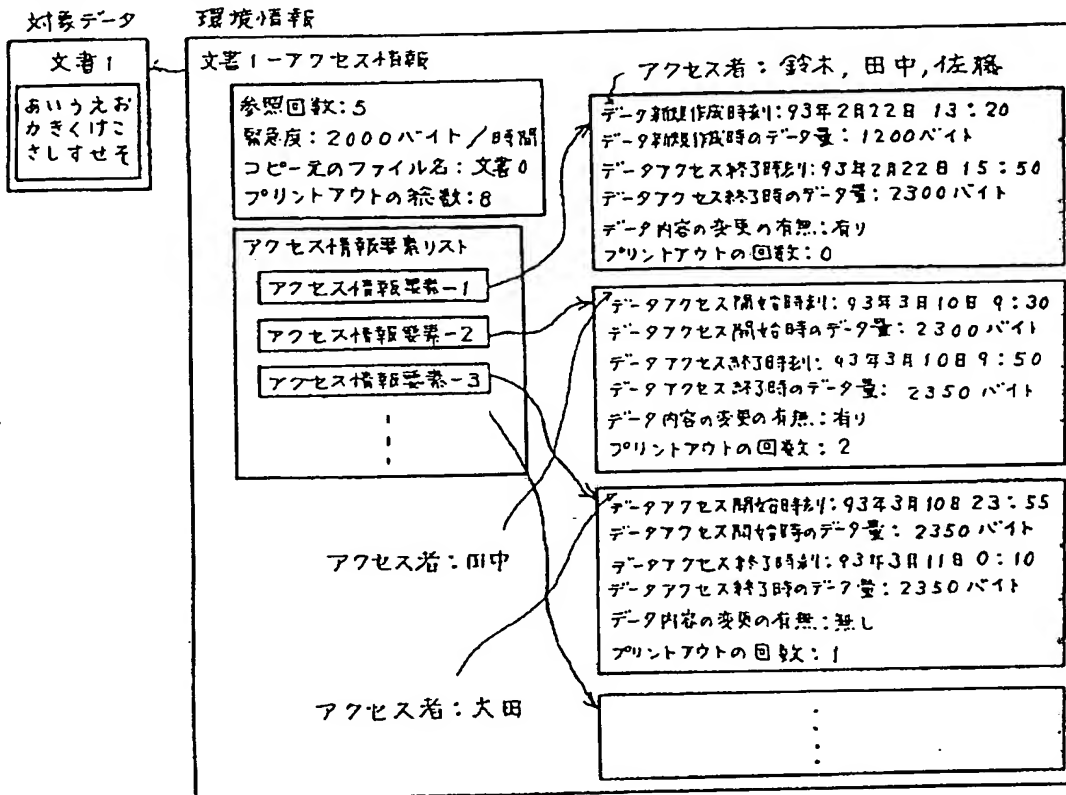 対象データ
環境情報
文書1
あいうえお
かきくけこ
さしすせそ
文書1-アクセス情報
参照回数:5
緊急度:2000バイト/時間
コピー元のファイル名:文書0
プリントアウトの総数:8
アクセス情報要素リスト
アクセス情報要素-1
アクセス情報要素-2
アクセス情報要素-3
アクセス者:鈴木,田中,佐藤
データ新規作成時刻:93年2月22日 13:20
データ新規作成時のデータ量:1200バイト
データアクセス終了時刻:93年2月22日 15:50
データアクセス終了時のデータ量:2300バイト
データ内容の変更の有無:有り
プリントアウトの回数:0
データアクセス開始時刻:93年3月10日 9:30
データアクセス開始時のデータ量:2300バイト
データアクセス終了時刻:93年3月10日 9:50
データアクセス終了時のデータ量:2350バイト
データ内容の変更の有無:有り
プリントアウトの回数:2
アクセス者:田中
データアクセス開始時刻:93年3月10日 23:55
データアクセス開始時のデータ量:2350バイト
データアクセス終了時刻:93年3月11日 0:10
データアクセス終了時のデータ量:2350バイト
データ内容の変更の有無:無し
プリントアウトの回数:1
アクセス者:大田